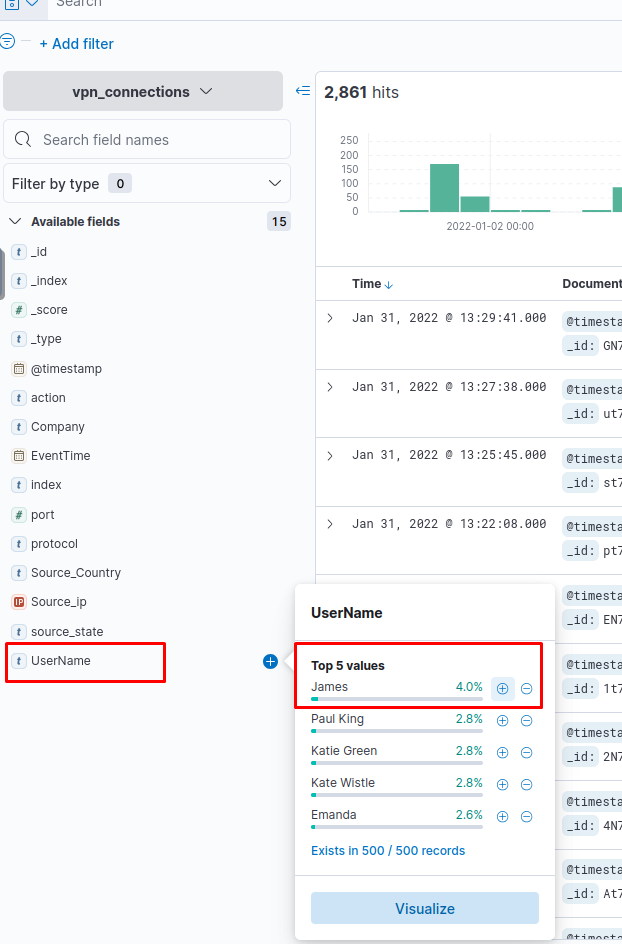 Search
+ Add filter
vpn_connections
2,861 hits
Search field names
Filter by type 0
Available fields 15
_id
_index
_score
_type
@timestamp
action
Company
EventTime
index
port
protocol
Source_Country
Source_ip
source_state
UserName
250
200
150
100
50
0
2022-01-02 00:00
Time Document
Jan 31, 2022 @ 13:29:41.000 @timesta
_id: GN7
Jan 31, 2022 @ 13:27:38.000 @timesta
_id: ut7
Jan 31, 2022 @ 13:25:45.000 @timesta
_id: st7
Jan 31, 2022 @ 13:22:08.000 @timesta
_id: pt7
@timesta
_id: EN7
@timesta
_id: 1t7
@timesta
_id: 2N7
@timesta
_id: 4N7
@timesta
_id: At7
@timesta
UserName
Top 5 values
James 4.0%
Paul King 2.8%
Katie Green 2.8%
Kate Wistle 2.8%
Emanda 2.6%
Exists in 500 / 500 records
Visualize